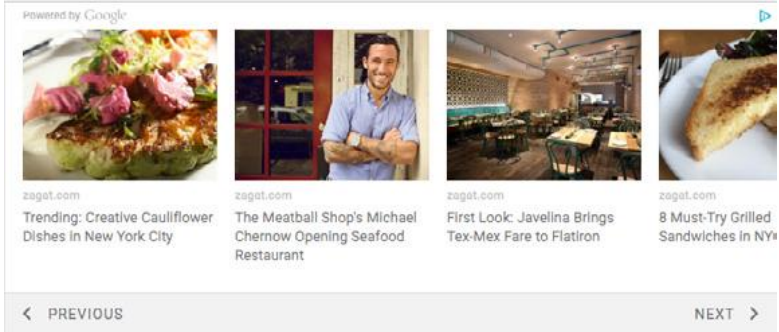 Powered by Google
zagat.com
Trending: Creative Cauliflower
Dishes in New York City
zagat.com
The Meatball Shop's Michael
Chernow Opening Seafood
Restaurant
zagat.com
First Look: Javelina Brings
Tex-Mex Fare to Flatiron
zagat.com
8 Must-Try Grilled
Sandwiches in NY
PREVIOUS
NEXT